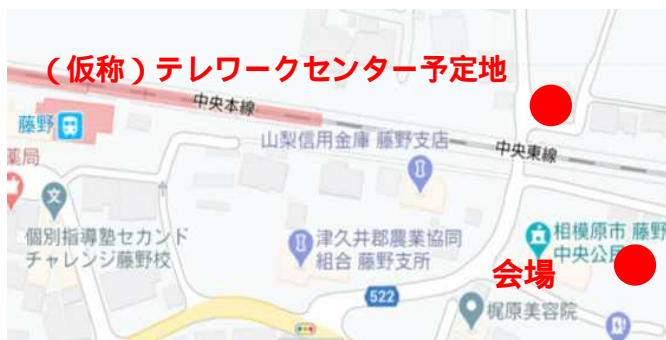 （仮称）テレワークセンター予定地
中央本線
藤野
薬局
山梨信用金庫 藤野支店
中央東線
個別指導塾セカンド
チャレンジ藤野校
津久井郡農業協同
組合 藤野支所
相模原市 藤野
中央公民
会場
522
梶原美容院